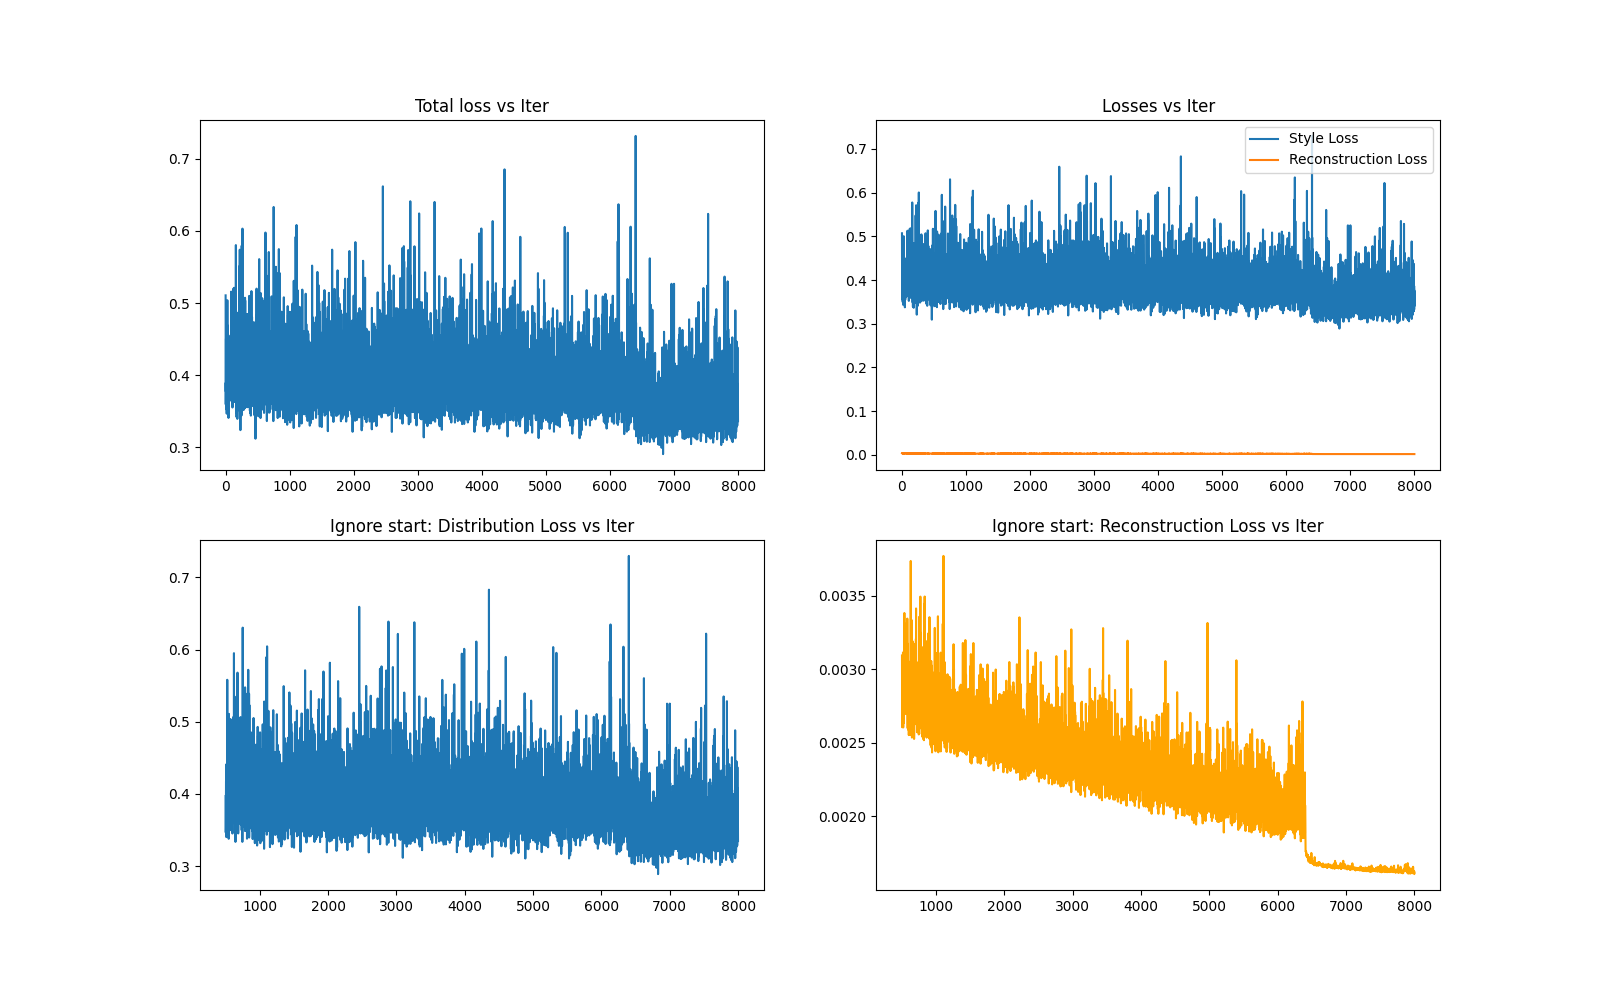 Total loss vs Iter
0.7
0.6
0.5
0.4
0.3
0 1000 2000 3000 4000 5000 6000 7000 8000
Losses vs Iter
Style Loss
Reconstruction Loss
0.7
0.6
0.5
0.4
0.3
0.2
0.1
0.0
0 1000 2000 3000 4000 5000 6000 7000 8000
Ignore start: Distribution Loss vs Iter
0.7
0.6
0.5
0.4
0.3
1000 2000 3000 4000 5000 6000 7000 8000
Ignore start: Reconstruction Loss vs Iter
0.0035
0.0030
0.0025
0.0020
1000 2000 3000 4000 5000 6000 7000 8000